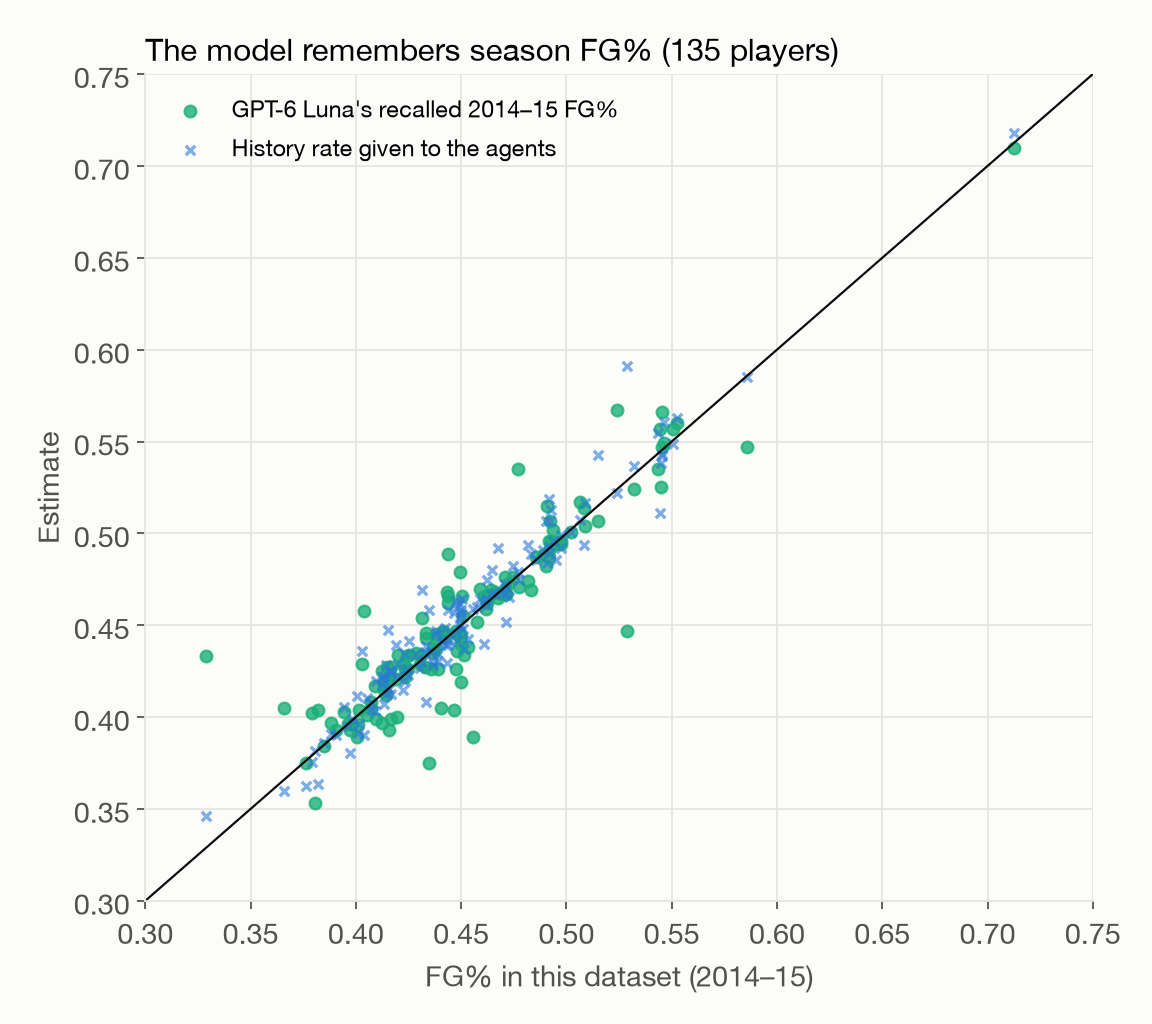 The model remembers season FG% (135 players)
GPT-6 Luna's recalled 2014–15 FG%
History rate given to the agents
0.75
0.70
0.65
0.60
0.55
0.50
0.45
0.40
0.35
0.30
Estimate
0.30 0.35 0.40 0.45 0.50 0.55 0.60 0.65 0.70 0.75
FG% in this dataset (2014–15)